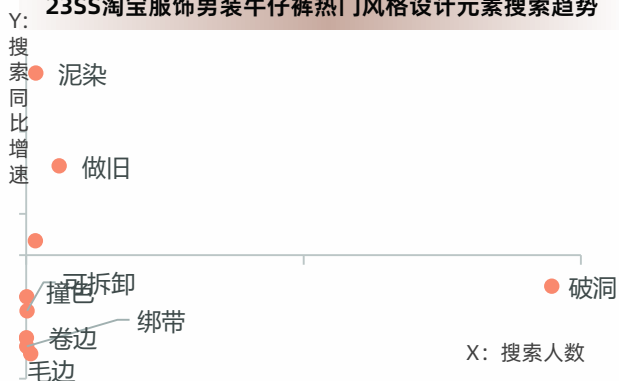 23SS淘宝服饰男装牛仔裤热门风格设计元素搜索趋势
Y：搜索同比增速
泥染
做旧
可拆卸
撞色
破洞
绑带
卷边
X：搜索人数
毛边